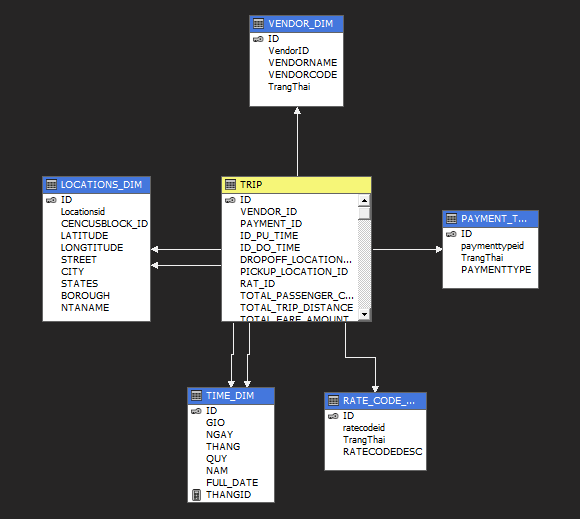 VENDOR_DIM
ID
VendorID
VENDORNAME
VENDORCODE
TrangThai
LOCATIONS_DIM
ID
Locationsid
CENCUSBLOCK_ID
LATITUDE
LONGTITUDE
STREET
CITY
STATES
BOROUGH
NTANAME
TRIP
ID
VENDOR_ID
PAYMENT_ID
ID_PU_TIME
ID_DO_TIME
DROPOFF_LOCATION...
PICKUP_LOCATION_ID
RAT_ID
TOTAL_PASSENGER_C...
TOTAL_TRIP_DISTANCE
TOTAL_FARE_AMOUNT
PAYMENT_T...
ID
paymenttypeid
TrangThai
PAYMENTTYPE
TIME_DIM
ID
GIO
NGAY
THANG
QUY
NAM
FULL_DATE
THANGID
RATE_CODE_...
ID
ratecodeid
TrangThai
RATECODEDESC